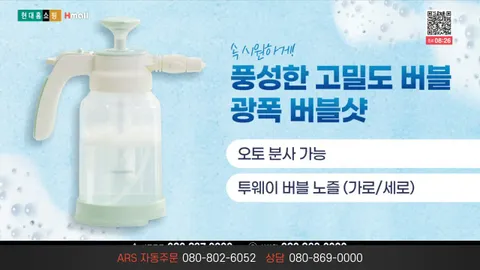 현대홈쇼핑 Hmall
08:26
속 시원하게!
풍성한 고밀도 버블
광폭 버블샷
오토 분사 가능
투웨이 버블 노즐 (가로/세로)
ARS 자동주문 080-802-6052 상담 080-869-0000